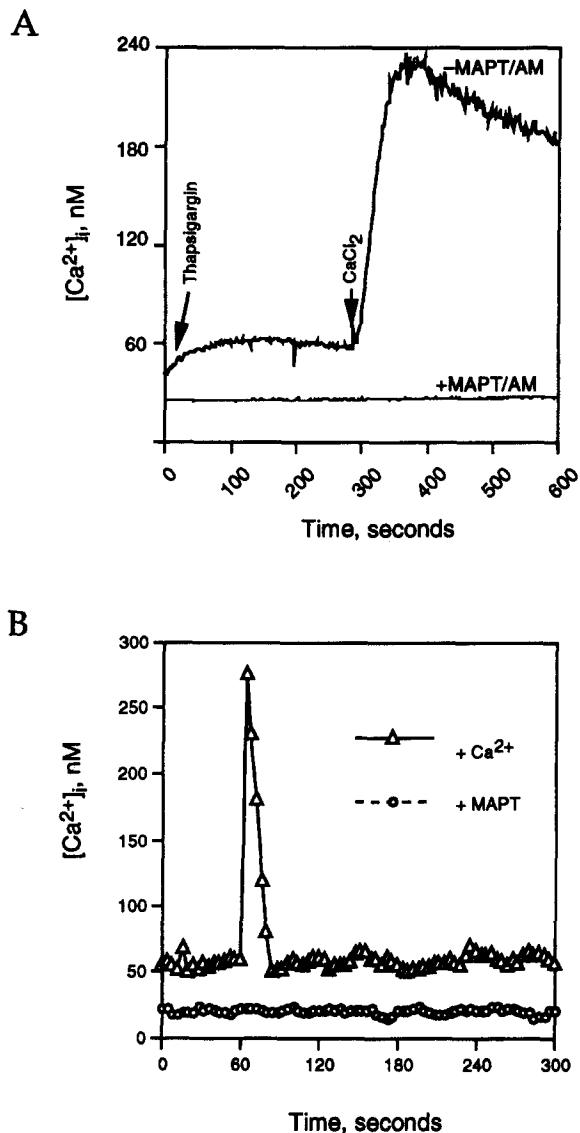 A
240
180
120
60
[Ca²⁺]ᵢ, nM
Thapsigargin
CaCl₂
−MAPT/AM
+MAPT/AM
0 100 200 300 400 500 600
Time, seconds
B
300
250
200
150
100
50
0
[Ca²⁺]ᵢ, nM
+ Ca²⁺
+ MAPT
0 60 120 180 240 300
Time, seconds